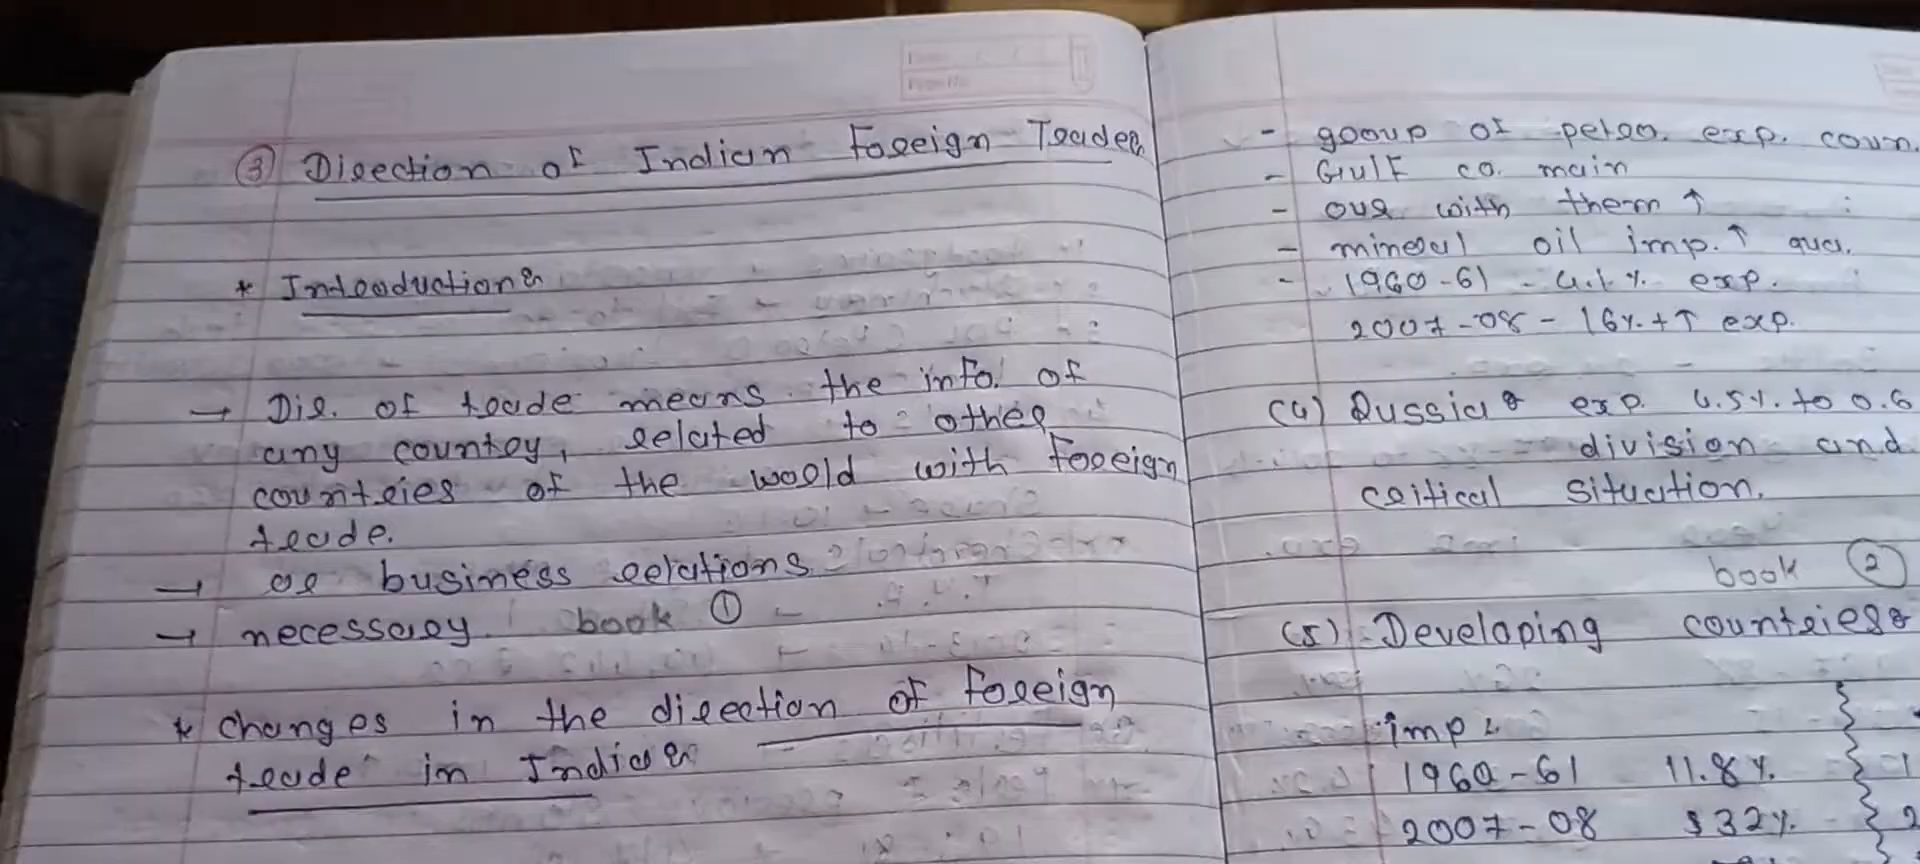 ③ Direction of Indian Foreign Trade:
* Introduction:
→ Dir. of trade means the info. of
any country, related to other
countries of the world with foreign
trade.
→ or business relations
→ necessary book ①
* Changes in the direction of foreign
trade in India:
- group of petro. exp. coun.
- Gulf co. main
- our with them ↑
- mineral oil imp. ↑
- 1960-61 - 4.1% exp.
2007-08 - 16%+↑ exp.
(4) Russia: exp. 4.5% to 0.6
division and
critical situation.
book ②
(5) Developing countries:
imp:
1960-61 11.8%
2007-08 32%